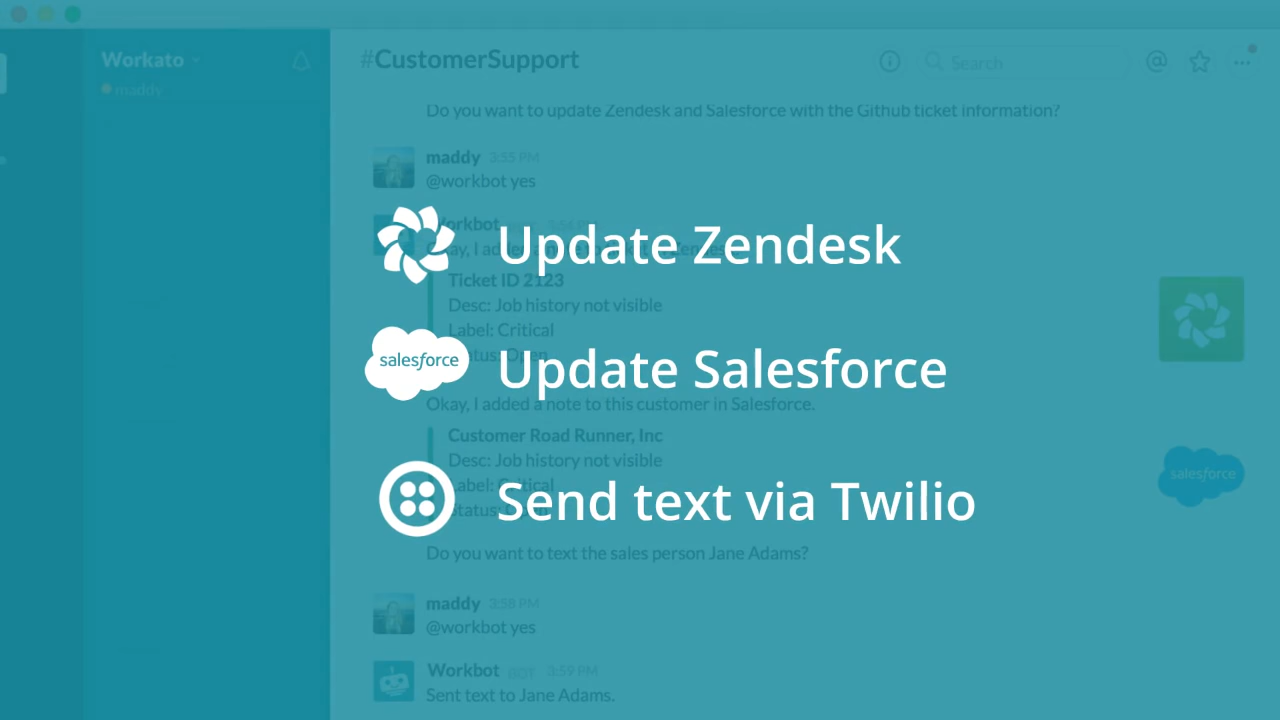 Workato
maddy
#CustomerSupport
Search
Do you want to update Zendesk and Salesforce with the Github ticket information?
maddy 3:55 PM
@workbot yes
Update Zendesk
Ticket ID 2123
Desc: Job history not visible
Label: Critical
salesforce
Update Salesforce
Okay, I added a note to this customer in Salesforce.
Customer Road Runner, Inc
Desc: Job history not visible
salesforce
Send text via Twilio
Do you want to text the sales person Jane Adams?
maddy 3:58 PM
@workbot yes
Workbot BOT 3:59 PM
Sent text to Jane Adams.